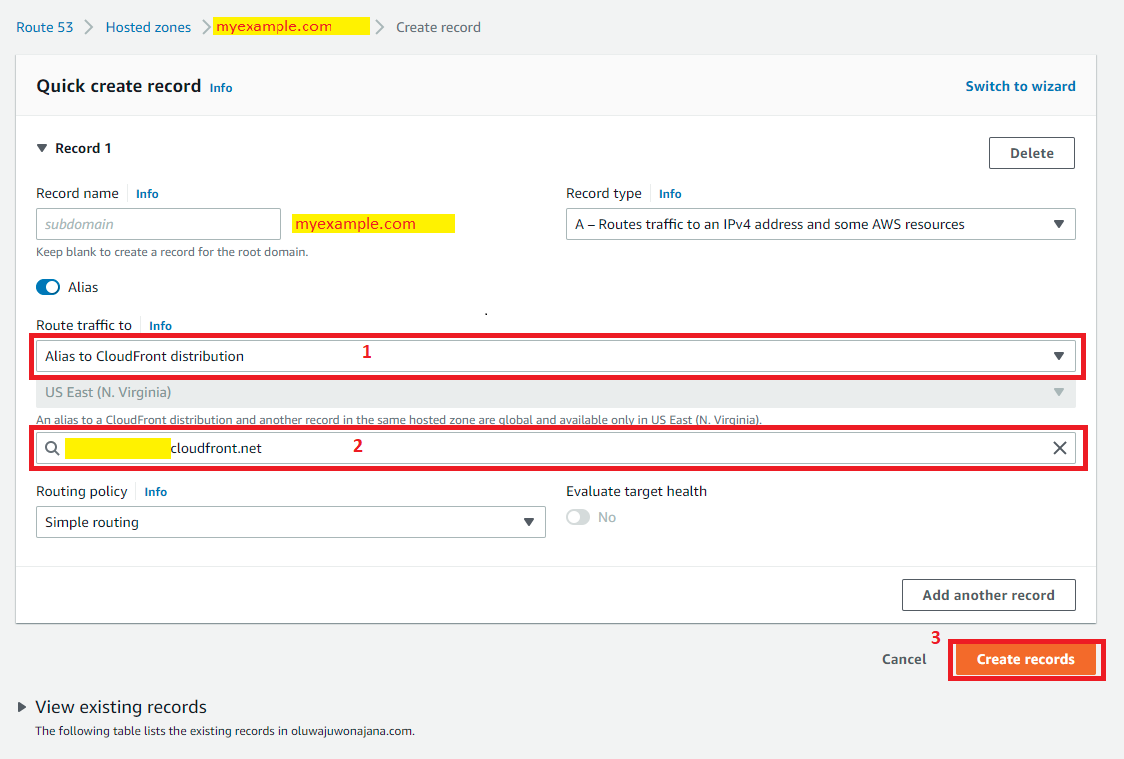 Route 53 Hosted zones myexample.com Create record
Quick create record Info Switch to wizard
Record 1
Delete
Record name Info Record type Info
subdomain myexample.com A – Routes traffic to an IPv4 address and some AWS resources
Keep blank to create a record for the root domain.
Alias
.
Route traffic to Info
Alias to CloudFront distribution 1
US East (N. Virginia)
An alias to a CloudFront distribution and another record in the same hosted zone are global and available only in US East (N. Virginia).
cloudfront.net 2
Routing policy Info Evaluate target health
Simple routing No
Add another record
3
Cancel Create records
View existing records
The following table lists the existing records in oluwajuwonajana.com.